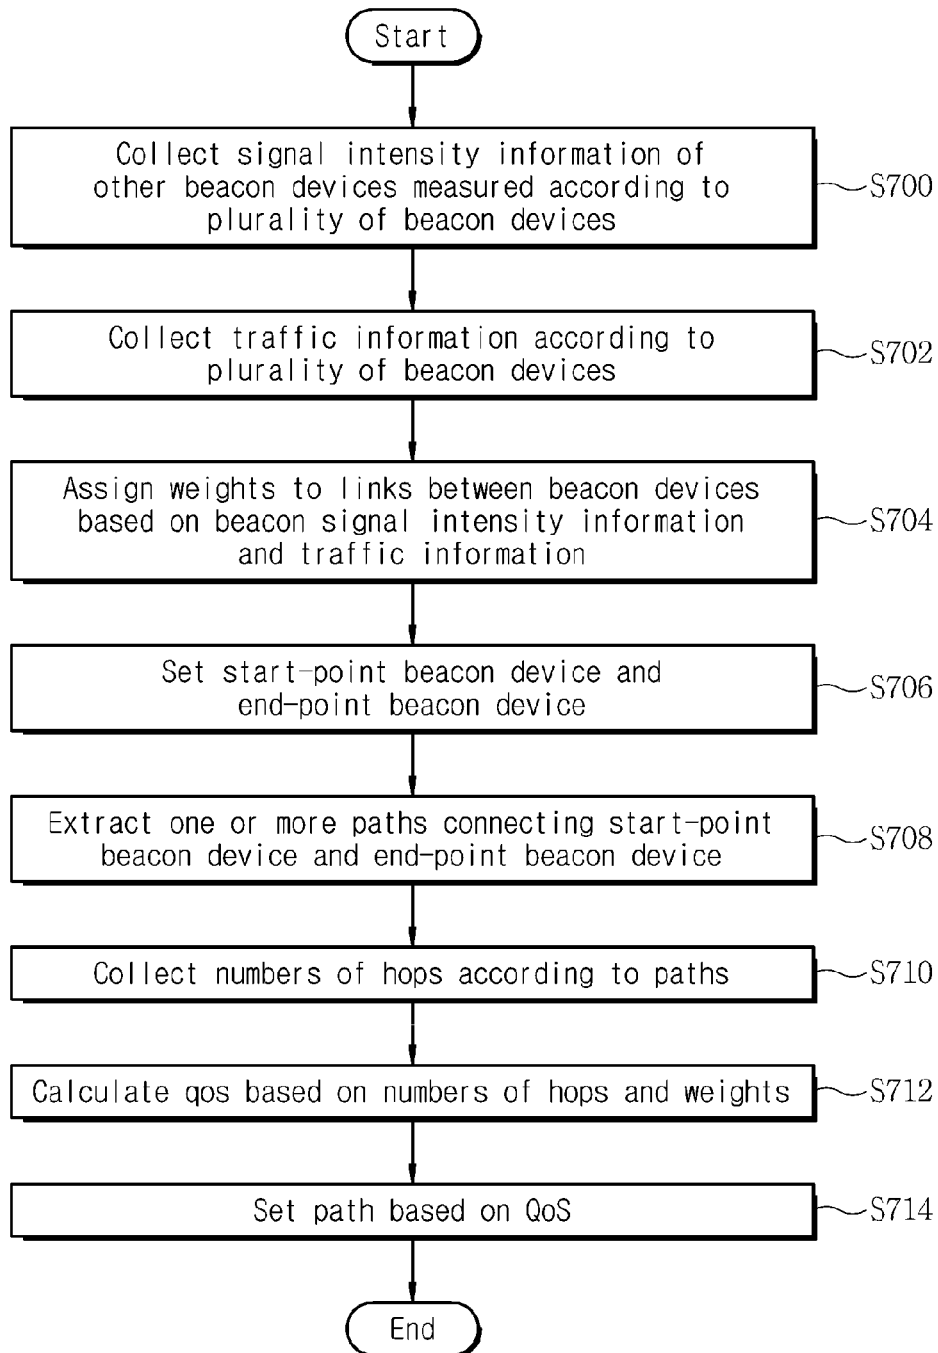 Start
Collect signal intensity information of
other beacon devices measured according to
plurality of beacon devices
S700
Collect traffic information according to
plurality of beacon devices
S702
Assign weights to links between beacon devices
based on beacon signal intensity information
and traffic information
S704
Set start-point beacon device and
end-point beacon device
S706
Extract one or more paths connecting start-point
beacon device and end-point beacon device
S708
Collect numbers of hops according to paths
S710
Calculate qos based on numbers of hops and weights
S712
Set path based on QoS
S714
End